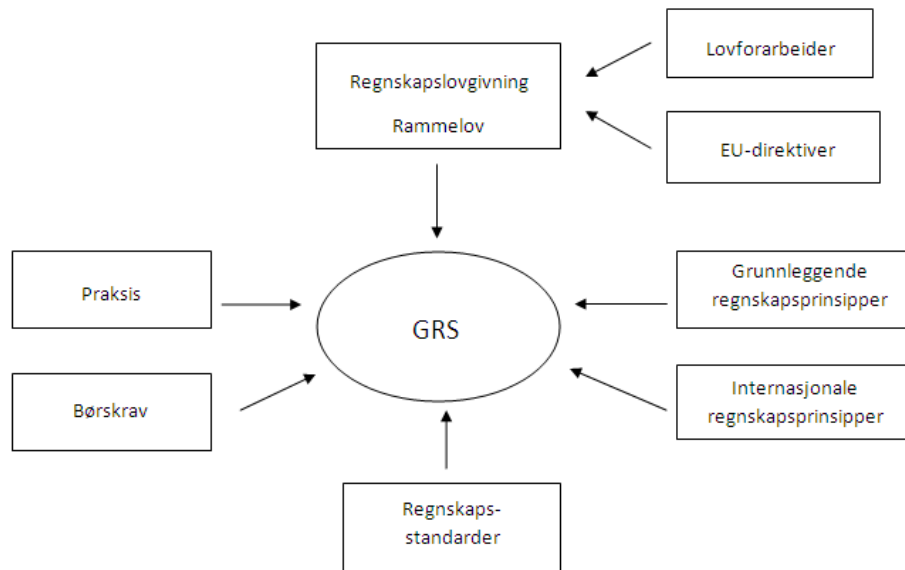 Lovforarbeider
Regnskapslovgivning
Rammelov
EU-direktiver
Praksis
Grunnleggende
regnskapsprinsipper
GRS
Børskrav
Internasjonale
regnskapsprinsipper
Regnskaps-
standarder